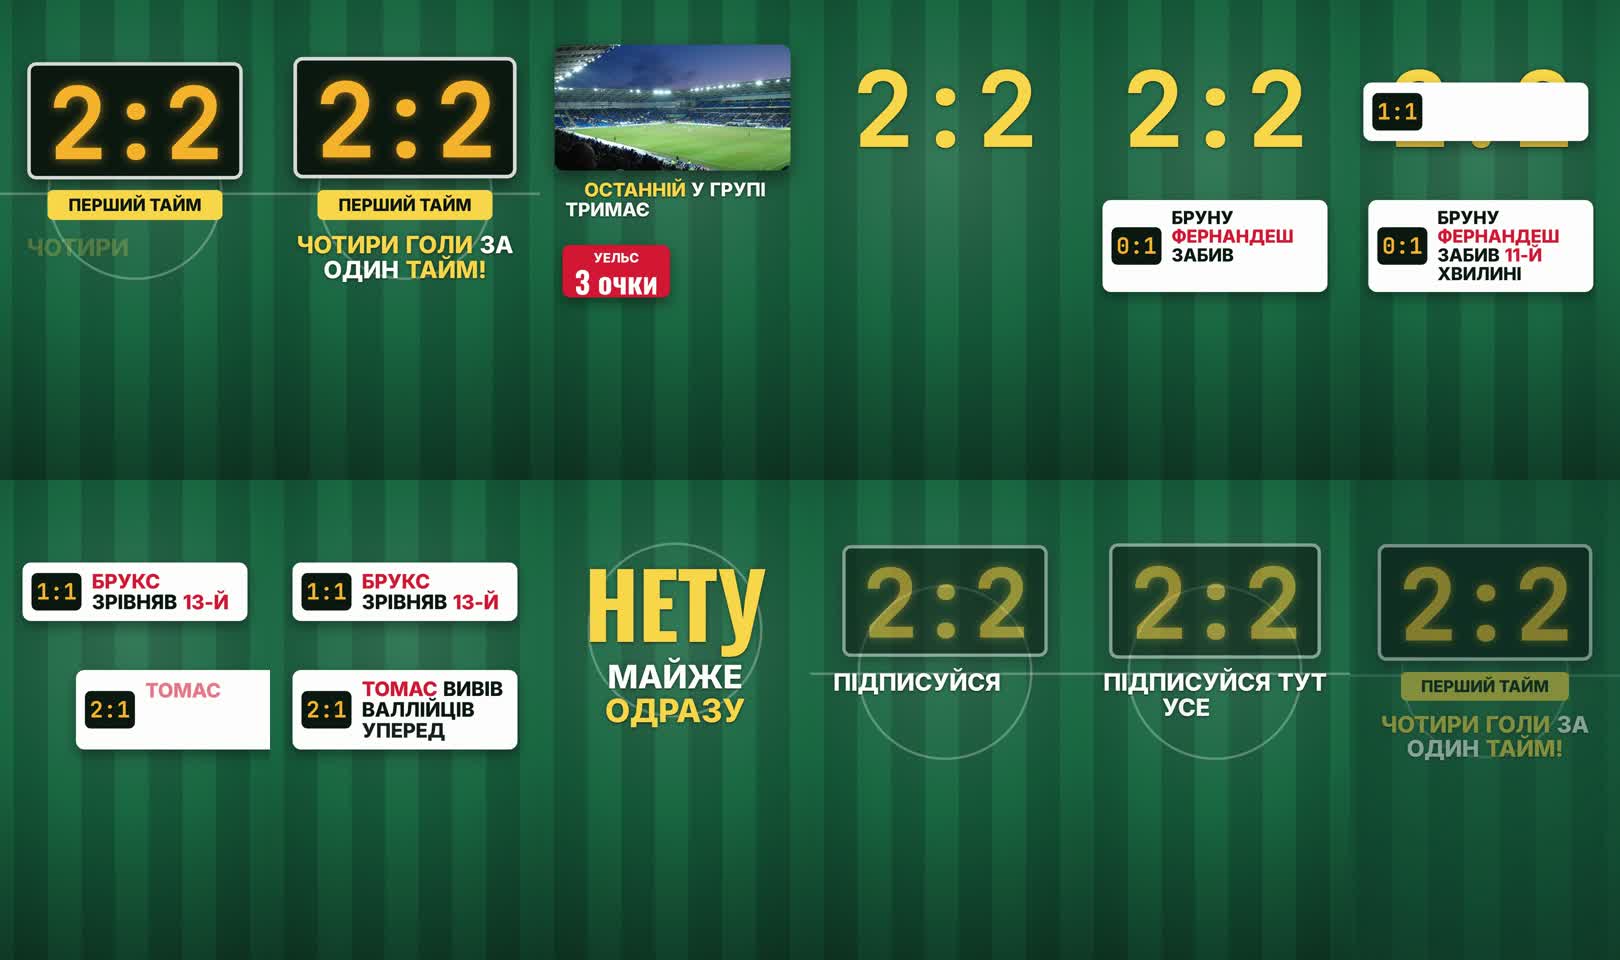 2:2
ПЕРШИЙ ТАЙМ
ЧОТИРИ
2:2
ПЕРШИЙ ТАЙМ
ЧОТИРИ ГОЛИ ЗА
ОДИН ТАЙМ!
ОСТАННІЙ У ГРУПІ
ТРИМАЄ
УЕЛЬС
3 очки
2:2
2:2
0:1
БРУНУ
ФЕРНАНДЕШ
ЗАБИВ
1:1
0:1
БРУНУ
ФЕРНАНДЕШ
ЗАБИВ 11-Й
ХВИЛИНІ
1:1
БРУКС
ЗРІВНЯВ 13-Й
2:1
ТОМАС
1:1
БРУКС
ЗРІВНЯВ 13-Й
2:1
ТОМАС ВИВІВ
ВАЛЛІЙЦІВ
УПЕРЕД
НЕТУ
МАЙЖЕ
ОДРАЗУ
2:2
ПІДПИСУЙСЯ
2:2
ПІДПИСУЙСЯ ТУТ
УСЕ
2:2
ПЕРШИЙ ТАЙМ
ЧОТИРИ ГОЛИ ЗА
ОДИН ТАЙМ!